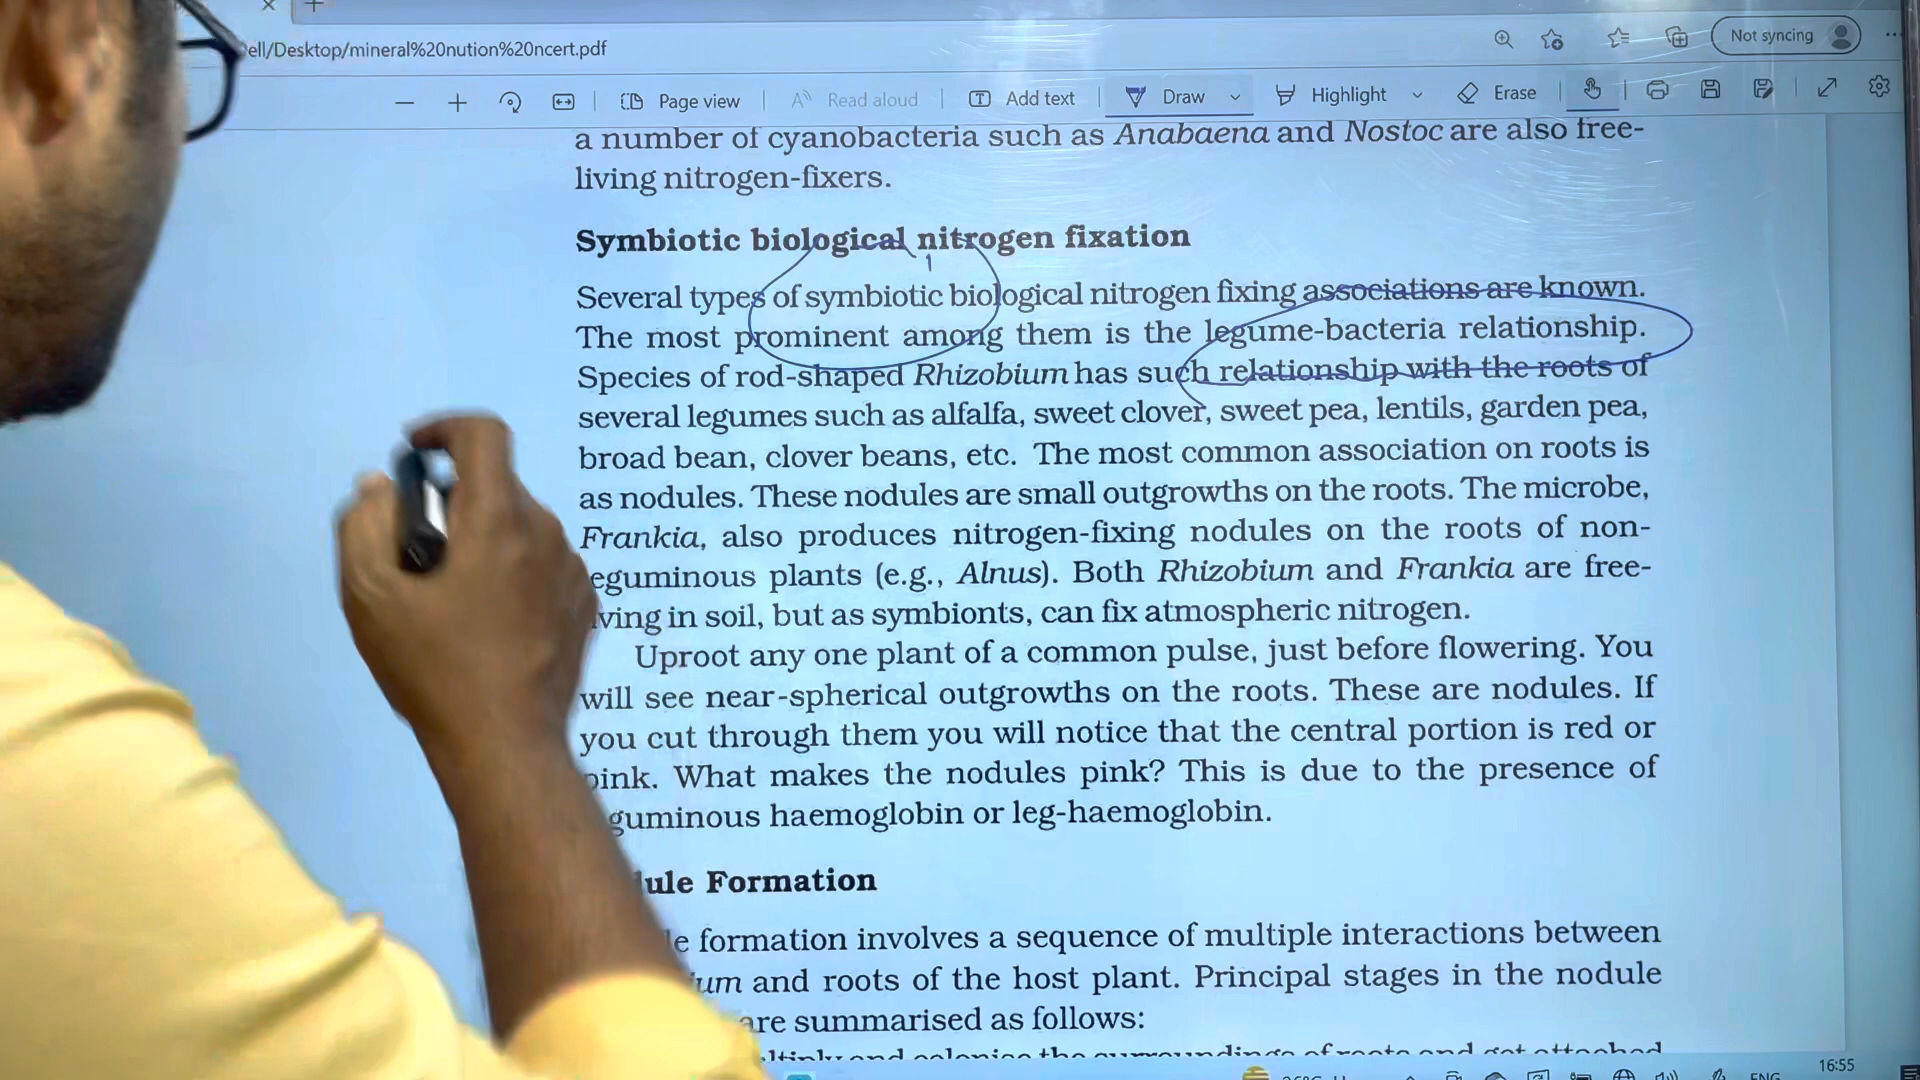 ell/Desktop/mineral%20nution%20ncert.pdf
Not syncing
Page view
Read aloud
Add text
Draw
Highlight
Erase
a number of cyanobacteria such as Anabaena and Nostoc are also free-
living nitrogen-fixers.
Symbiotic biological nitrogen fixation
Several types of symbiotic biological nitrogen fixing associations are known.
The most prominent among them is the legume-bacteria relationship.
Species of rod-shaped Rhizobium has such relationship with the roots of
several legumes such as alfalfa, sweet clover, sweet pea, lentils, garden pea,
broad bean, clover beans, etc. The most common association on roots is
as nodules. These nodules are small outgrowths on the roots. The microbe,
Frankia, also produces nitrogen-fixing nodules on the roots of non-
eguminous plants (e.g., Alnus). Both Rhizobium and Frankia are free-
ving in soil, but as symbionts, can fix atmospheric nitrogen.
Uproot any one plant of a common pulse, just before flowering. You
will see near-spherical outgrowths on the roots. These are nodules. If
you cut through them you will notice that the central portion is red or
pink. What makes the nodules pink? This is due to the presence of
guminous haemoglobin or leg-haemoglobin.
ule Formation
e formation involves a sequence of multiple interactions between
um and roots of the host plant. Principal stages in the nodule
are summarised as follows:
and colonise the surroundings of roots and get attached
ENG
16:55